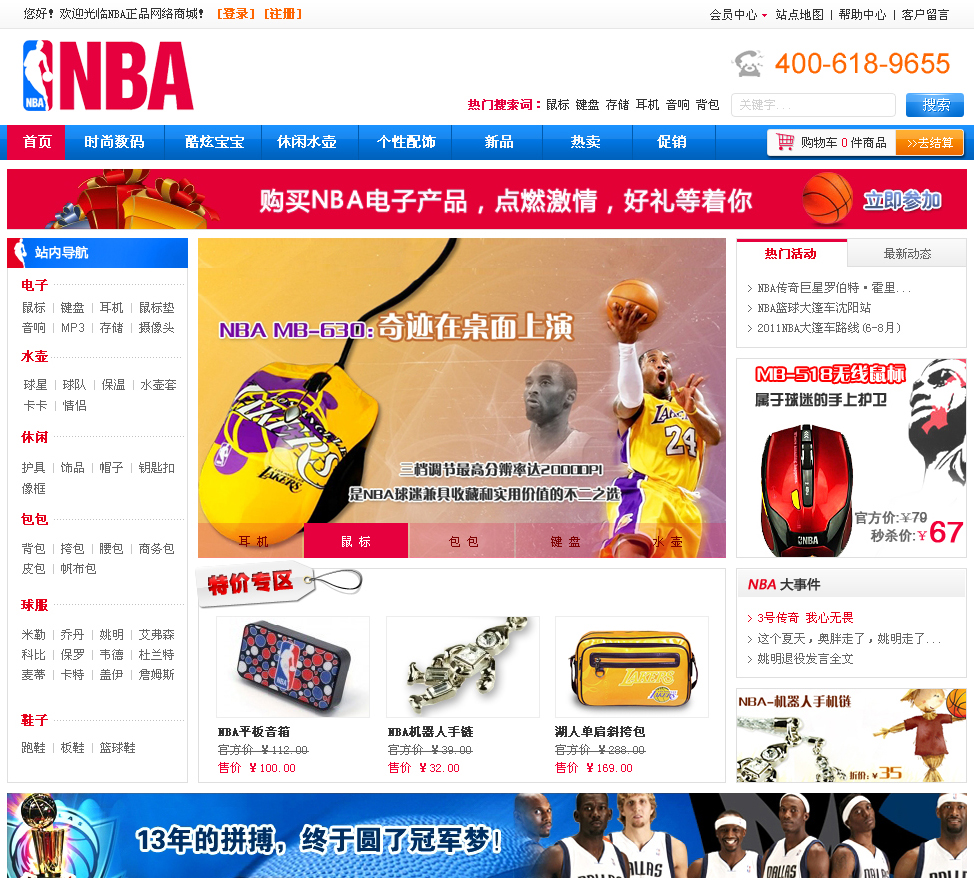 您好！欢迎光临NBA正品网络商城！ [登录] [注册]
会员中心 站点地图 | 帮助中心 | 客户留言
NBA
NBA
400-618-9655
热门搜索词：鼠标 键盘 存储 耳机 音响 背包
关键字... 搜索
首页 时尚数码 酷炫宝宝 休闲水壶 个性配饰 新品 热卖 促销
购物车 0 件商品 >>去结算
购买NBA电子产品，点燃激情，好礼等着你 立即参加
站内导航
电子
鼠标 | 键盘 | 耳机 | 鼠标垫
音响 | MP3 | 存储 | 摄像头
水壶
球星 | 球队 | 保温 | 水壶套
卡卡 | 情侣
休闲
护具 | 饰品 | 帽子 | 钥匙扣
像框
包包
背包 | 挎包 | 腰包 | 商务包
皮包 | 帆布包
球服
米勒 | 乔丹 | 姚明 | 艾弗森
科比 | 保罗 | 韦德 | 杜兰特
麦蒂 | 卡特 | 盖伊 | 詹姆斯
鞋子
跑鞋 | 板鞋 | 篮球鞋
NBA MB-630:奇迹在桌面上演
LAKERS
24
三档调节最高分辨率达2000DPI
是NBA球迷兼具收藏和实用价值的不二之选
耳机 鼠标 包包 键盘 水壶
特价专区
LAKERS
NBA平板音箱
官方价 ￥112.00
售价 ￥100.00
NBA机器人手链
官方价 ￥39.00
售价 ￥32.00
湖人单肩斜挎包
官方价 ￥288.00
售价 ￥169.00
热门活动 最新动态
> NBA传奇巨星罗伯特·霍里...
> NBA篮球大篷车沈阳站
> 2011NBA大篷车路线(6-8月)
MB-518无线鼠标
属于球迷的手上护卫
NBA
官方价:￥79
秒杀价:￥67
NBA 大事件
> 3号传奇 我心无畏
> 这个夏天，奥胖走了，姚明走了...
> 姚明退役发言全文
NBA-机器人手机链
折价:￥35
13年的拼搏，终于圆了冠军梦！
DALLAS